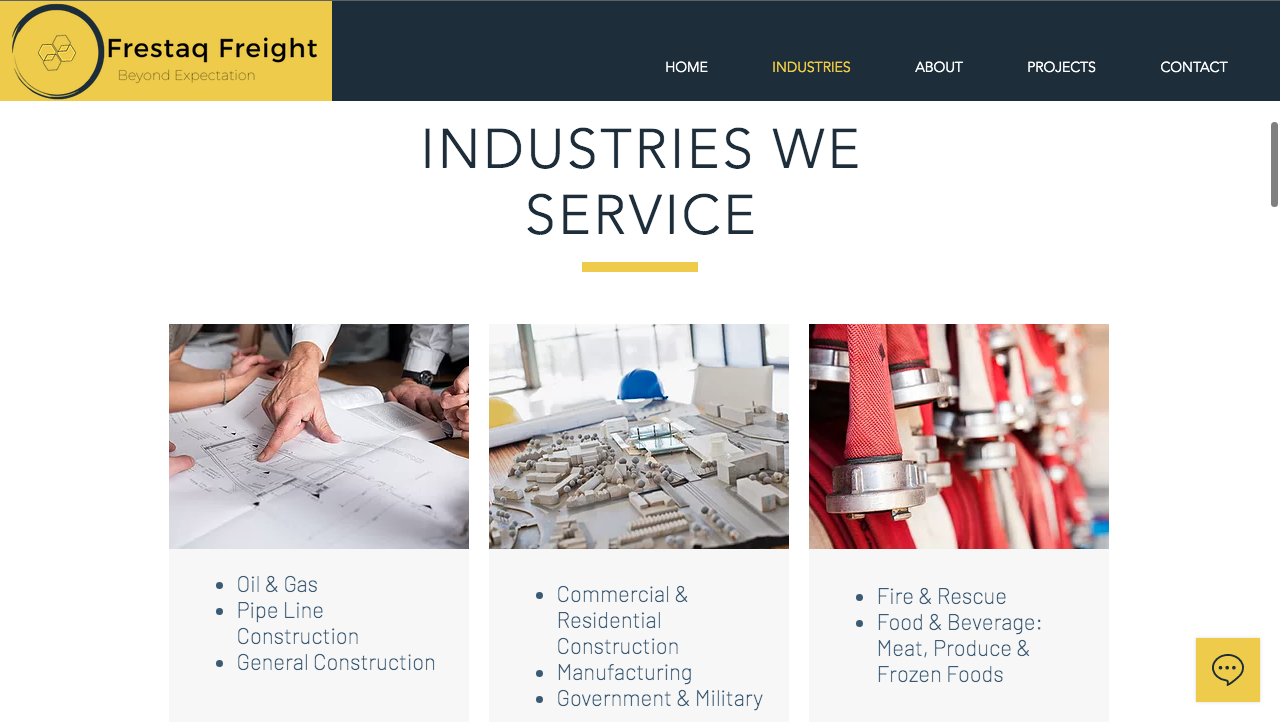 Frestaq Freight
Beyond Expectation
HOME
INDUSTRIES
ABOUT
PROJECTS
CONTACT
INDUSTRIES WE
SERVICE
Oil & Gas
Pipe Line
Construction
General Construction
Commercial &
Residential
Construction
Manufacturing
Government & Military
Fire & Rescue
Food & Beverage:
Meat, Produce &
Frozen Foods